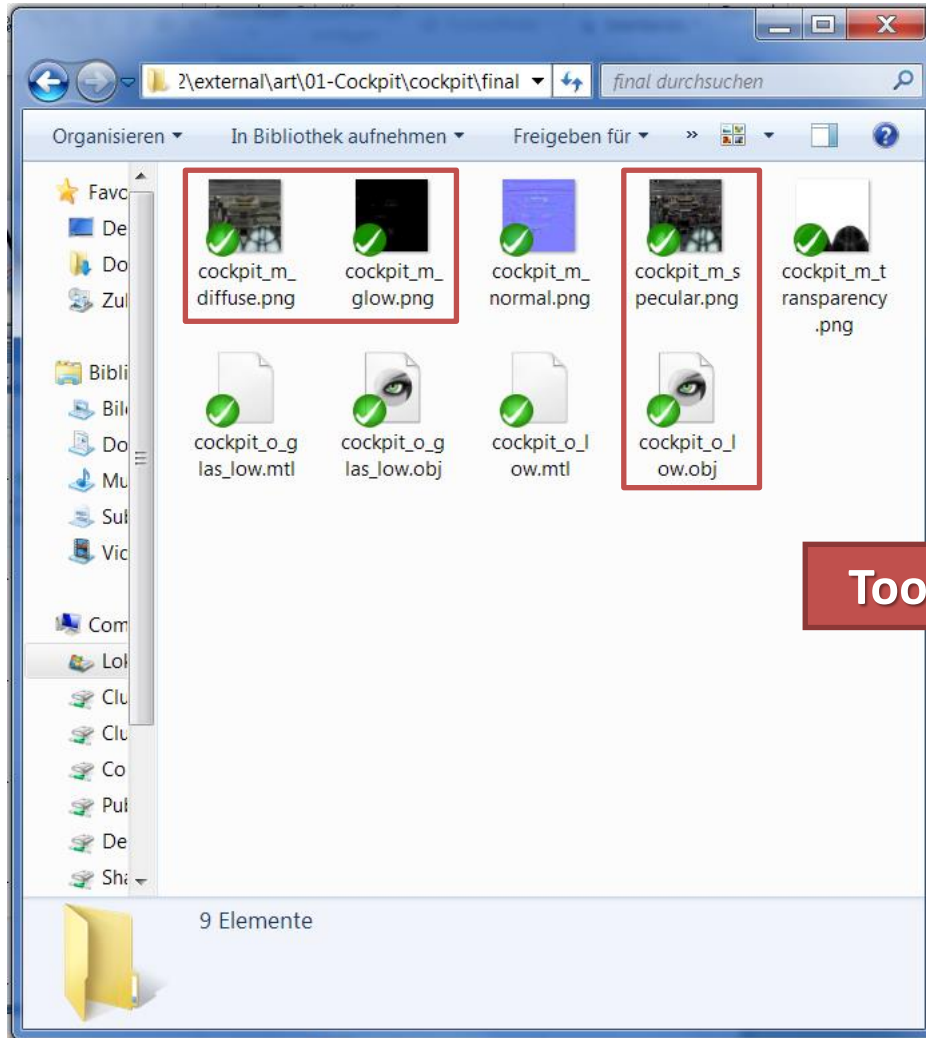 ?\external\art\01-Cockpit\cockpit\final
final durchsuchen
Organisieren
In Bibliothek aufnehmen
Freigeben für
»
Favo
De
Do
Zul
Bibli
Bil
Do
Mu
Sul
Vic
Com
Lok
Clu
Clu
Co
Pul
De
Sha
cockpit_m_
diffuse.png
cockpit_m_
glow.png
cockpit_m_
normal.png
cockpit_m_s
pecular.png
cockpit_m_t
ransparency
.png
cockpit_o_g
las_low.mtl
cockpit_o_g
las_low.obj
cockpit_o_l
ow.mtl
cockpit_o_l
ow.obj
Too
9 Elemente